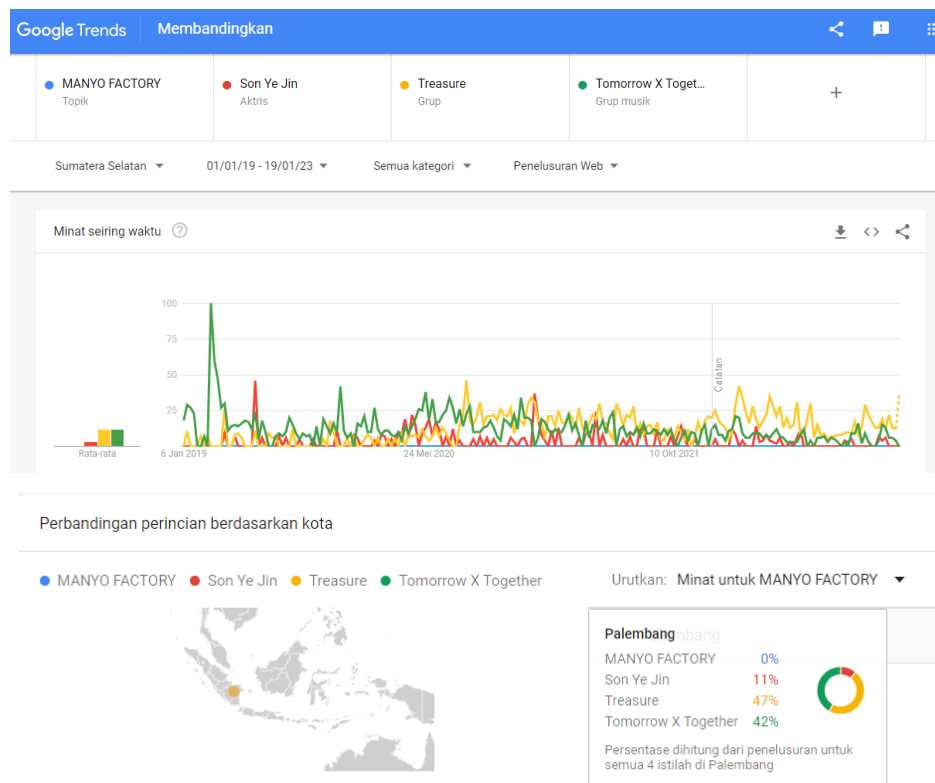 Google Trends Membandingkan
MANYO FACTORY
Topik
Son Ye Jin
Aktris
Treasure
Grup
Tomorrow X Toget...
Grup musik
+
Sumatera Selatan
01/01/19 - 19/01/23
Semua kategori
Penelusuran Web
Minat seiring waktu
100
75
50
25
Catatan
Rata-rata
6 Jan 2019
24 Mei 2020
10 Okt 2021
Perbandingan perincian berdasarkan kota
MANYO FACTORY Son Ye Jin Treasure Tomorrow X Together
Urutkan: Minat untuk MANYO FACTORY
Palembang
MANYO FACTORY 0%
Son Ye Jin 11%
Treasure 47%
Tomorrow X Together 42%
Persentase dihitung dari penelusuran untuk
semua 4 istilah di Palembang